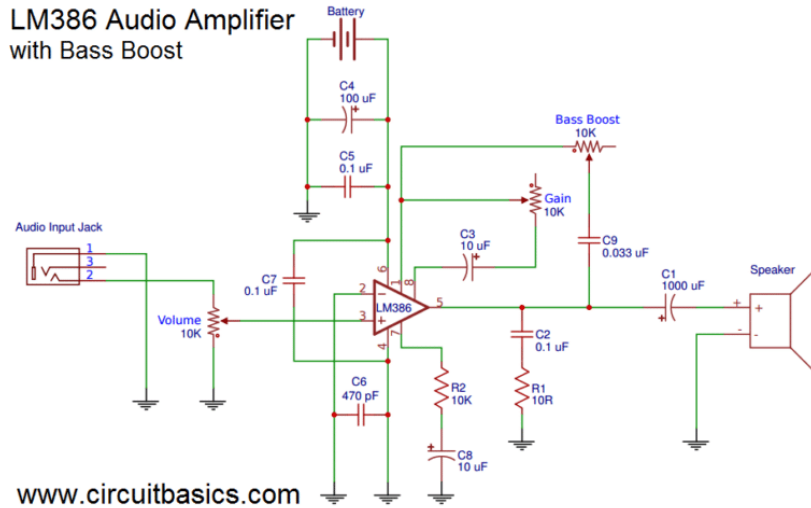 LM386 Audio Amplifier
with Bass Boost
Battery
C4
100 uF
+
C5
0.1 uF
Bass Boost
10K
Gain
10K
C3
10 uF
+
C9
0.033 uF
Audio Input Jack
1
3
2
C7
0.1 uF
6
1
8
C1
1000 uF
+
Speaker
Volume
10K
2
3
−
+
LM386
5
4
7
+
-
+
-
C2
0.1 uF
C6
470 pF
R2
10K
R1
10R
+
C8
10 uF
www.circuitbasics.com